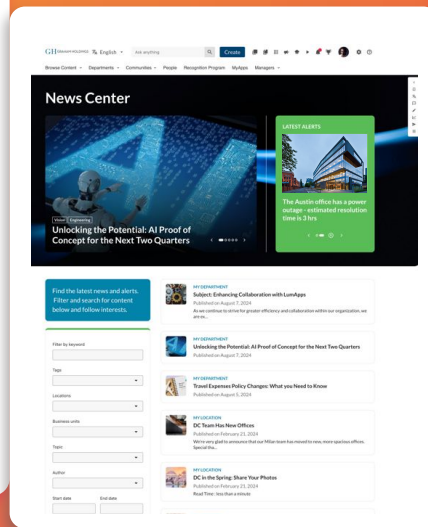 GH GRAHAM HOLDINGS English Ask anything Create
Browse Content Departments Communities People Recognition Program MyApps Managers
News Center
Visual Engineering
Unlocking the Potential: AI Proof of
Concept for the Next Two Quarters
LATEST ALERTS
The Austin office has a power
outage - estimated resolution
time is 3 hrs
Find the latest news and alerts.
Filter and search for content
below and follow interests.
Filter by keyword
Tags
Locations
Business units
Topic
Author
Start date End date
MY DEPARTMENT
Subject: Enhancing Collaboration with LumApps
Published on August 7, 2024
As we continue to strive for greater efficiency and collaboration within our organization, we
are ex...
MY DEPARTMENT
Unlocking the Potential: AI Proof of Concept for the Next Two Quarters
Published on August 7, 2024
MY DEPARTMENT
Travel Expenses Policy Changes: What you Need to Know
Published on August 5, 2024
MY LOCATION
DC Team Has New Offices
Published on February 21, 2024
We're very glad to announce that our Milan team has moved to new, more spacious offices.
Special tha...
MY LOCATION
DC in the Spring: Share Your Photos
Published on February 21, 2024
Read Time : less than a minute